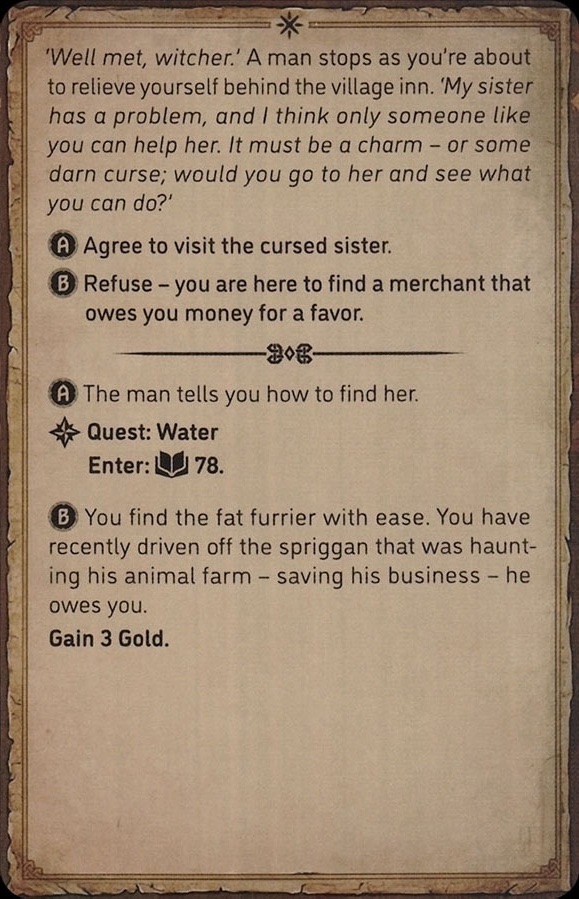 'Well met, witcher.' A man stops as you're about
to relieve yourself behind the village inn. 'My sister
has a problem, and I think only someone like
you can help her. It must be a charm – or some
darn curse; would you go to her and see what
you can do?'
A Agree to visit the cursed sister.
B Refuse – you are here to find a merchant that
owes you money for a favor.
A The man tells you how to find her.
Quest: Water
Enter: 78.
B You find the fat furrier with ease. You have
recently driven off the spriggan that was haunt-
ing his animal farm – saving his business – he
owes you.
Gain 3 Gold.